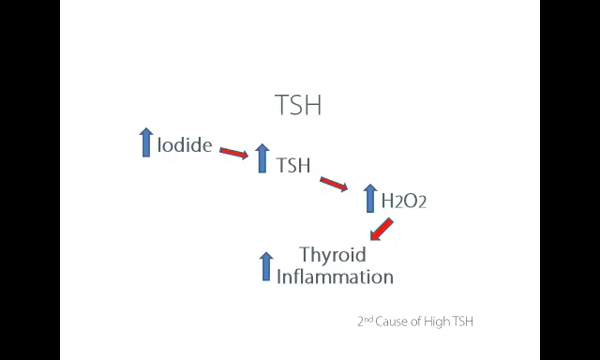 TSH
Iodide
TSH
H2O2
Thyroid
Inflammation
2nd Cause of High TSH